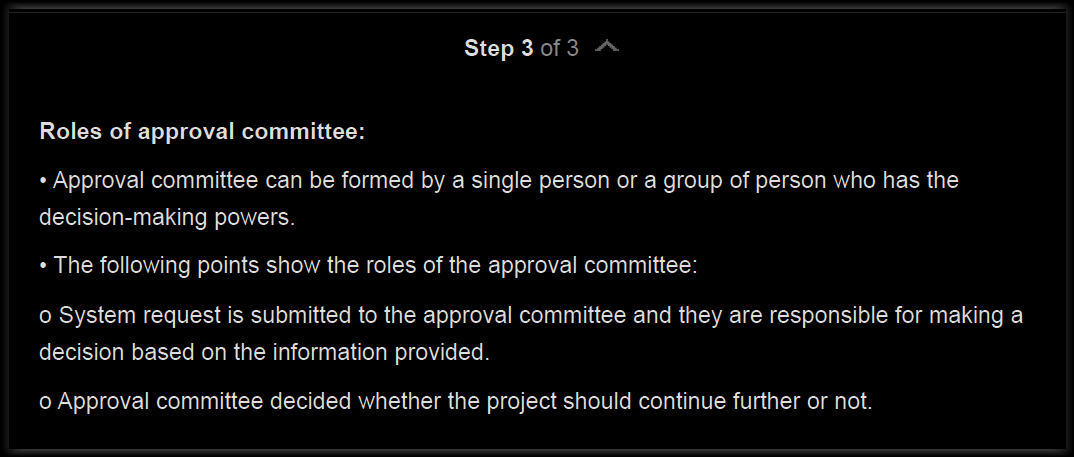 Step 3 of 3
Roles of approval committee:
• Approval committee can be formed by a single person or a group of person who has the
decision-making powers.
• The following points show the roles of the approval committee:
o System request is submitted to the approval committee and they are responsible for making a
decision based on the information provided.
o Approval committee decided whether the project should continue further or not.